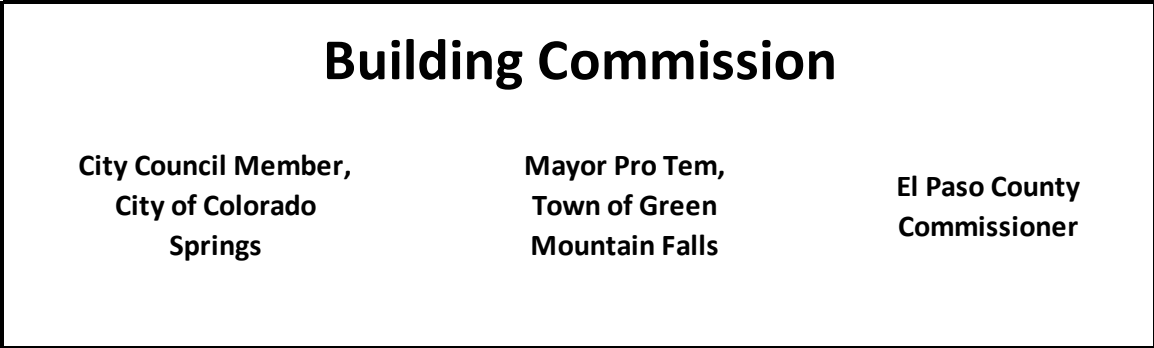 Building Commission
City Council Member,
City of Colorado
Springs
Mayor Pro Tem,
Town of Green
Mountain Falls
El Paso County
Commissioner